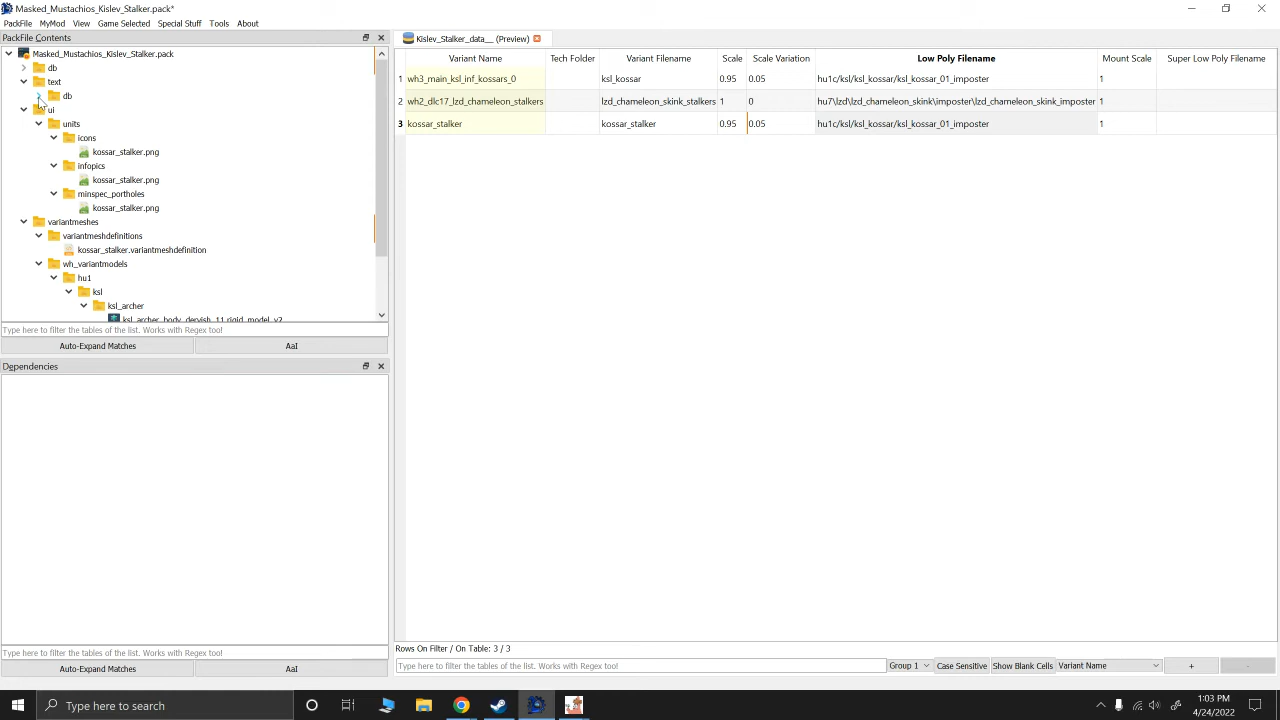 Masked_Mustachios_Kislev_Stalker.pack*
PackFile MyMod View Game Selected Special Stuff Tools About
PackFile Contents
Masked_Mustachios_Kislev_Stalker.pack
db
text
db
ui
units
icons
kossar_stalker.png
infopics
kossar_stalker.png
minspec_portholes
kossar_stalker.png
variantmeshes
variantmeshdefinitions
kossar_stalker.variantmeshdefinition
wh_variantmodels
hu1
ksl
ksl_archer
ksl_archer_body_dervish_11.rigid_model_v2
Type here to filter the tables of the list. Works with Regex too!
Auto-Expand Matches AaI
Dependencies
Type here to filter the tables of the list. Works with Regex too!
Auto-Expand Matches AaI
Kislev_Stalker_data__ (Preview)
Variant Name Tech Folder Variant Filename Scale Scale Variation Low Poly Filename Mount Scale Super Low Poly Filename
1 wh3_main_ksl_inf_kossars_0 ksl_kossar 0.95 0.05 hu1c/ksl/ksl_kossar/ksl_kossar_01_imposter 1
2 wh2_dlc17_lzd_chameleon_stalkers lzd_chameleon_skink_stalkers 1 0 hu7\lzd\lzd_chameleon_skink\imposter\lzd_chameleon_skink_imposter 1
3 kossar_stalker kossar_stalker 0.95 0.05 hu1c/ksl/ksl_kossar/ksl_kossar_01_imposter 1
Rows On Filter / On Table: 3 / 3
Type here to filter the rows of the table. Works with Regex too! Group 1 Case Sensitive Show Blank Cells Variant Name + -
Type here to search
1:03 PM
4/24/2022